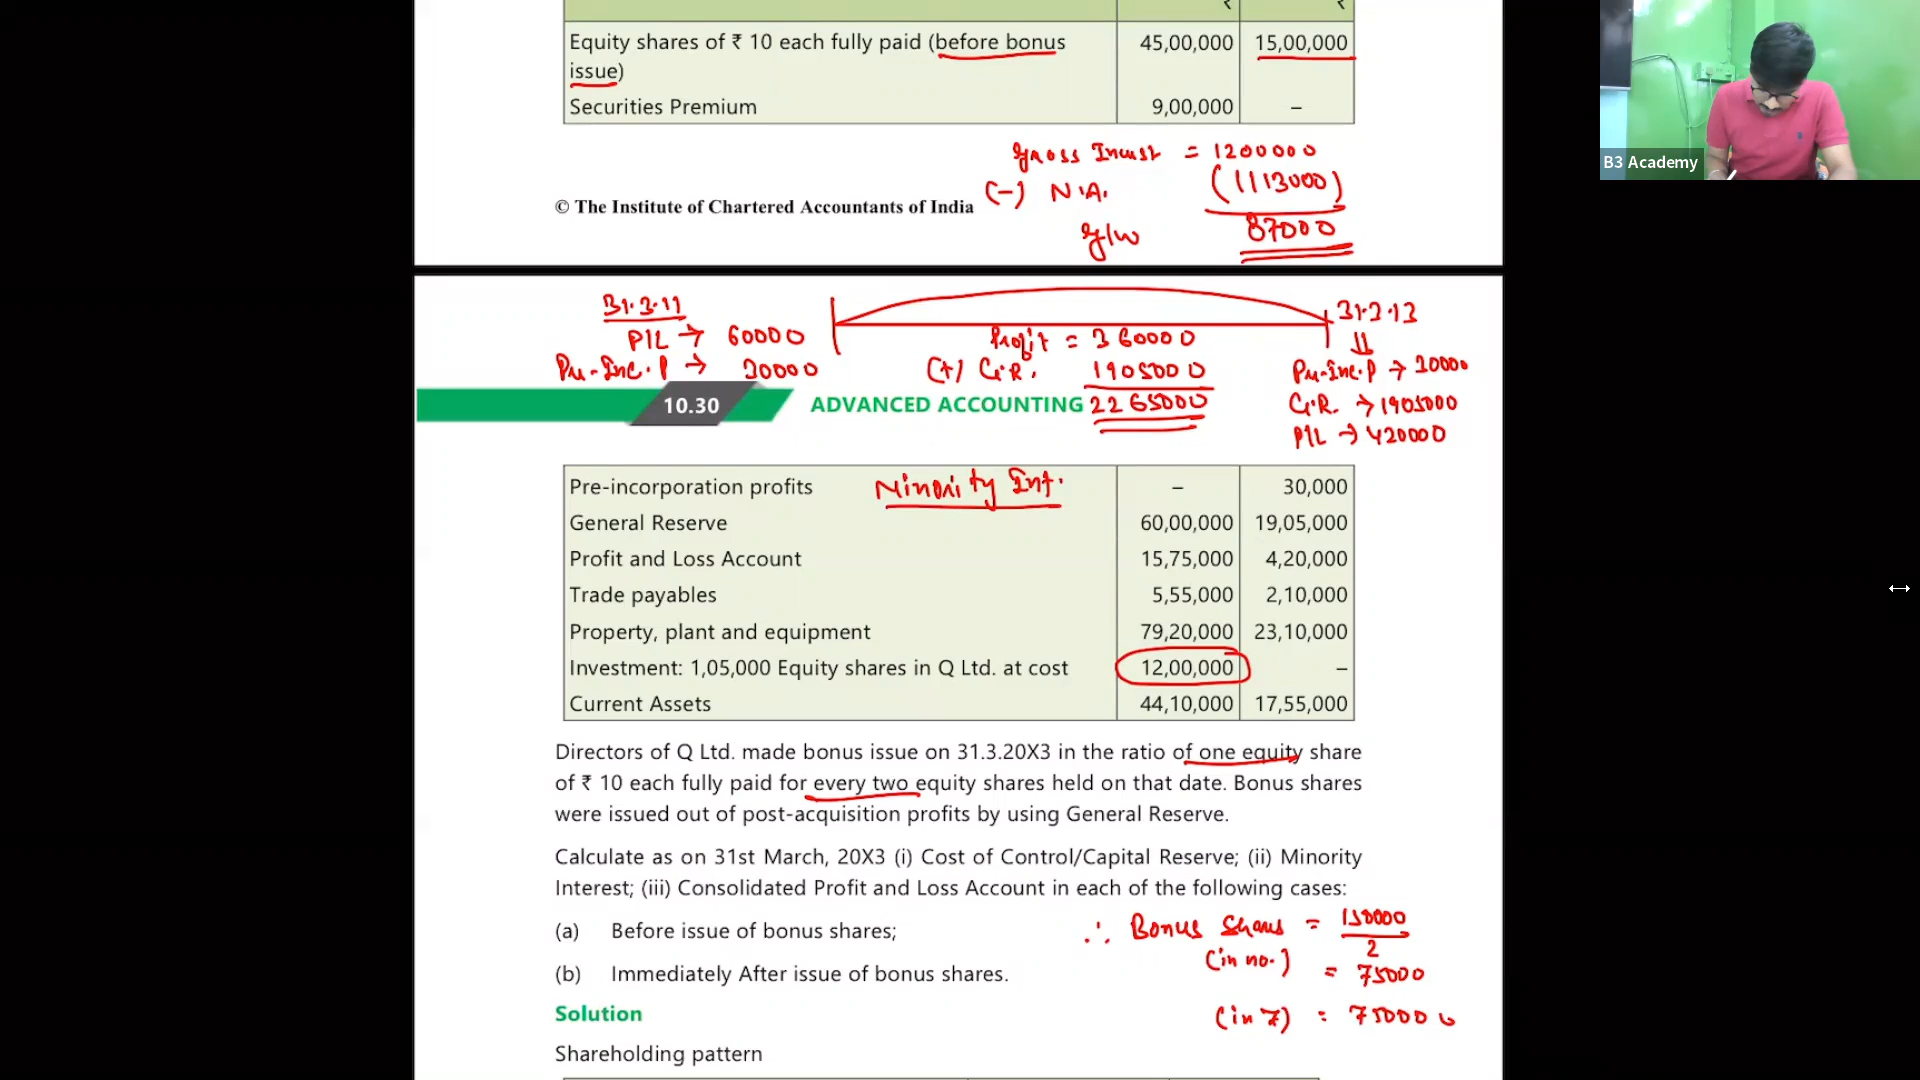 ₹ ₹
Equity shares of ₹ 10 each fully paid (before bonus issue) 45,00,000 15,00,000
Securities Premium 9,00,000 –
Gross Invest = 1200000
(-) N.A. (1113000)
G/W 87000
© The Institute of Chartered Accountants of India
B3 Academy
31.3.11
P/L → 60000
Pre-Inc. P → 30000
Profit = 360000
(+) G.R. 1905000
2265000
31.3.13
Pre-Inc. P → 30000
G.R. → 1905000
P/L → 420000
10.30 ADVANCED ACCOUNTING
Minority Int.
Pre-incorporation profits – 30,000
General Reserve 60,00,000 19,05,000
Profit and Loss Account 15,75,000 4,20,000
Trade payables 5,55,000 2,10,000
Property, plant and equipment 79,20,000 23,10,000
Investment: 1,05,000 Equity shares in Q Ltd. at cost 12,00,000 –
Current Assets 44,10,000 17,55,000
Directors of Q Ltd. made bonus issue on 31.3.20X3 in the ratio of one equity share
of ₹ 10 each fully paid for every two equity shares held on that date. Bonus shares
were issued out of post-acquisition profits by using General Reserve.
Calculate as on 31st March, 20X3 (i) Cost of Control/Capital Reserve; (ii) Minority
Interest; (iii) Consolidated Profit and Loss Account in each of the following cases:
(a) Before issue of bonus shares;
(b) Immediately After issue of bonus shares.
∴ Bonus Shares = 150000
2
(in no.) = 75000
(in ₹) = 750000
Solution
Shareholding pattern